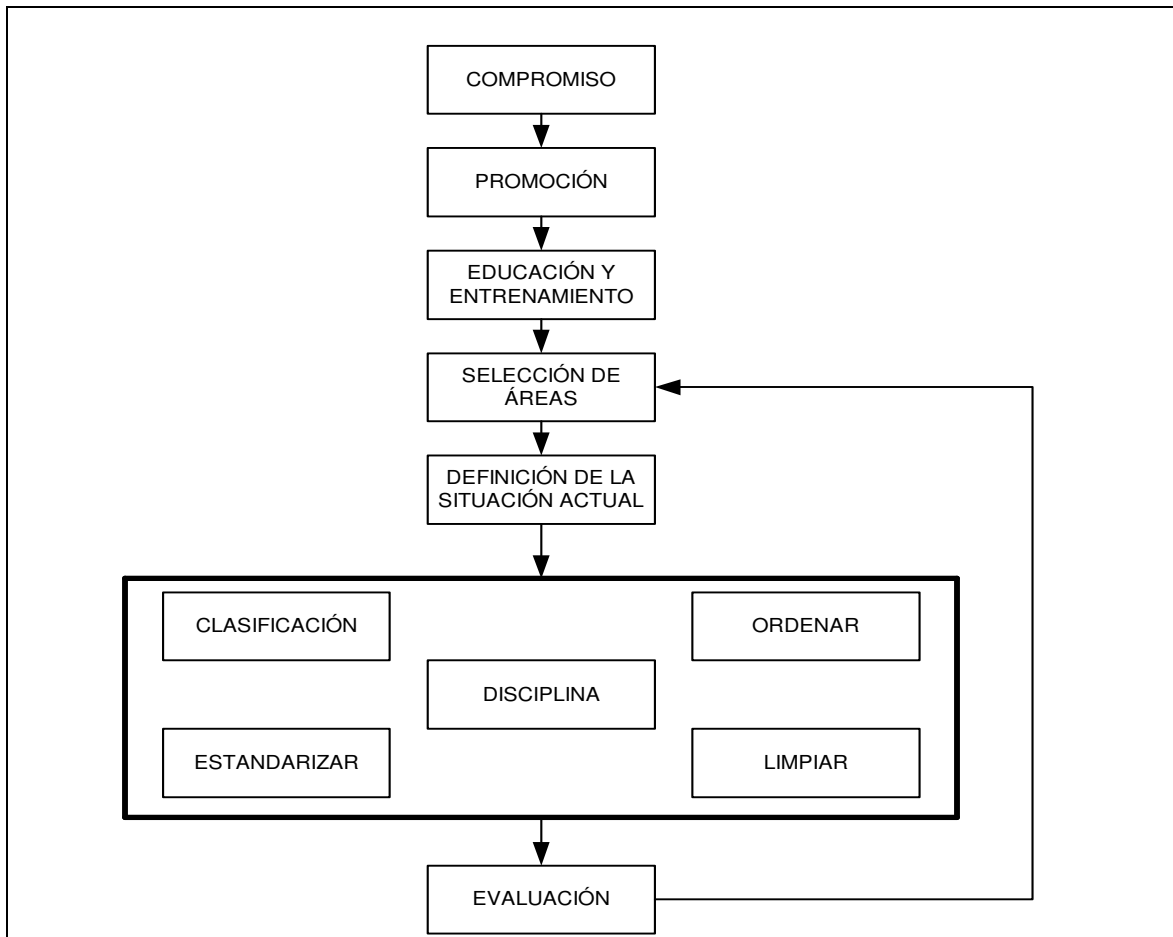 COMPROMISO
PROMOCIÓN
EDUCACIÓN Y
ENTRENAMIENTO
SELECCIÓN DE
ÁREAS
DEFINICIÓN DE LA
SITUACIÓN ACTUAL
CLASIFICACIÓN
ORDENAR
DISCIPLINA
ESTANDARIZAR
LIMPIAR
EVALUACIÓN